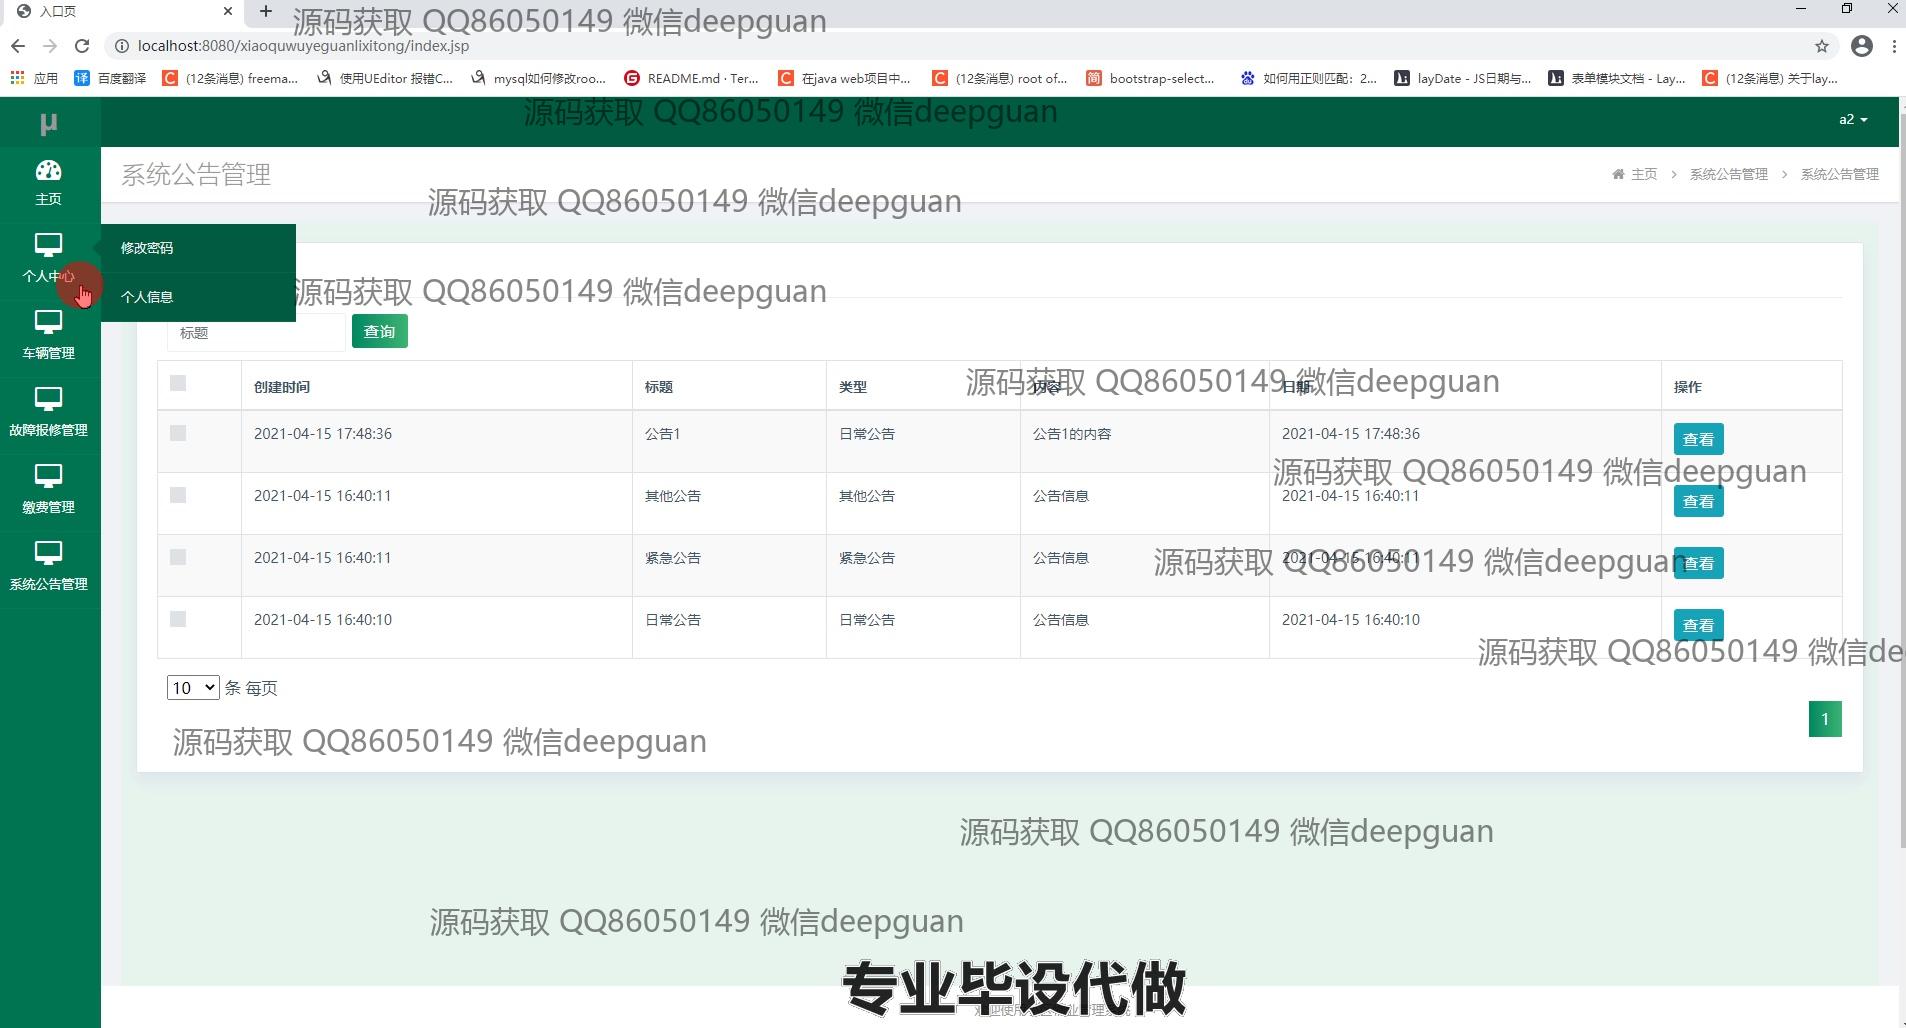 入口页
源码获取 QQ86050149 微信deepguan
localhost:8080/xiaoquwuyeguanlixitong/index.jsp
应用 百度翻译 (12条消息) freema... 使用UEditor 报错C... mysql如何修改roo... README.md · Ter... 在java web项目中... (12条消息) root of... bootstrap-select... 如何用正则匹配：2... layDate - JS日期与... 表单模块文档 - Lay... (12条消息) 关于lay...
μ
源码获取 QQ86050149 微信deepguan
a2
系统公告管理
主页 > 系统公告管理 > 系统公告管理
源码获取 QQ86050149 微信deepguan
主页
个人中心
修改密码
个人信息
源码获取 QQ86050149 微信deepguan
车辆管理
故障报修管理
缴费管理
系统公告管理
标题 查询
创建时间 标题 类型 内容 日期 操作
源码获取 QQ86050149 微信deepguan
2021-04-15 17:48:36 公告1 日常公告 公告1的内容 2021-04-15 17:48:36 查看
源码获取 QQ86050149 微信deepguan
2021-04-15 16:40:11 其他公告 其他公告 公告信息 2021-04-15 16:40:11 查看
2021-04-15 16:40:11 紧急公告 紧急公告 公告信息 2021-04-15 16:40:11 查看
源码获取 QQ86050149 微信deepguan
2021-04-15 16:40:10 日常公告 日常公告 公告信息 2021-04-15 16:40:10 查看
源码获取 QQ86050149 微信dee
10 条 每页
1
源码获取 QQ86050149 微信deepguan
源码获取 QQ86050149 微信deepguan
源码获取 QQ86050149 微信deepguan
专业毕设代做